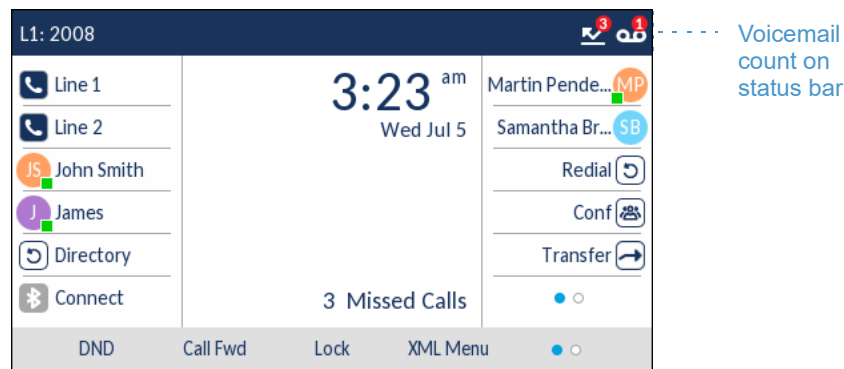 L1: 2008
3
1
Voicemail
count on
status bar
Line 1
Line 2
JS John Smith
J James
Directory
Connect
3:23 am
Wed Jul 5
3 Missed Calls
Martin Pende... MP
Samantha Br... SB
Redial
Conf
Transfer
DND Call Fwd Lock XML Menu